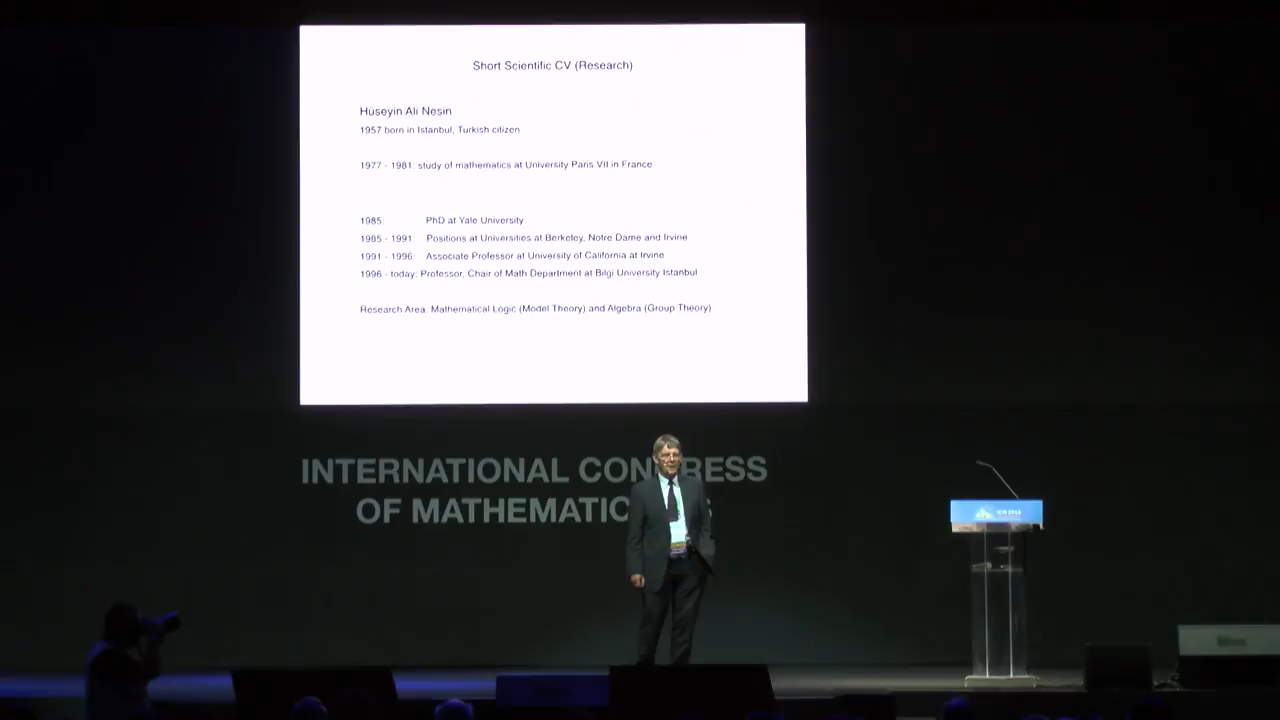 Short Scientific CV (Research)
Hüseyin Ali Nesin
1957 born in Istanbul, Turkish citizen
1977 - 1981: study of mathematics at University Paris VII in France
1985: PhD at Yale University
1985 - 1991 Positions at Universities at Berkeley, Notre Dame and Irvine
1991 - 1996: Associate Professor at University of California at Irvine
1996 - today: Professor, Chair of Math Department at Bilgi University Istanbul
Research Area: Mathematical Logic (Model Theory) and Algebra (Group Theory)
INTERNATIONAL CONGRESS
OF MATHEMATIC
ICM 2018